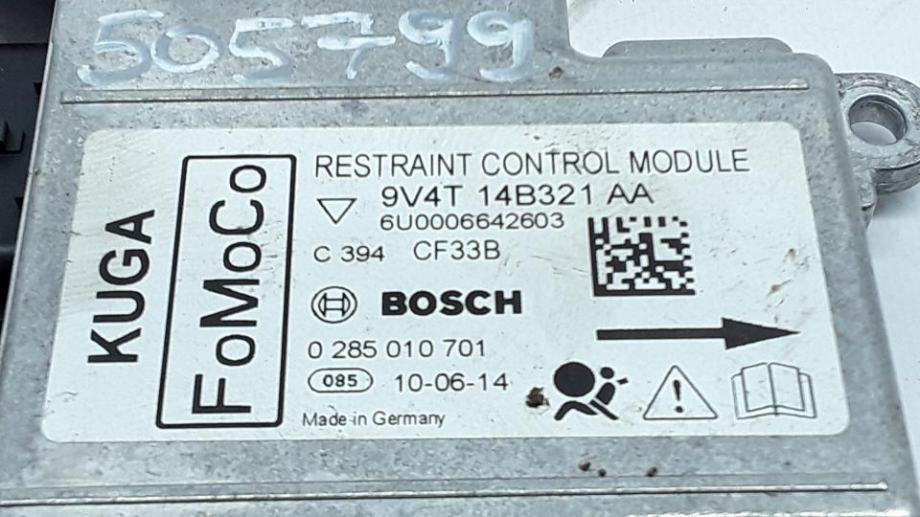 505799
KUGA
FoMoCo
RESTRAINT CONTROL MODULE
9V4T 14B321 AA
6U0006642603
C 394 CF33B
BOSCH
0 285 010 701
085 10-06-14
Made in Germany